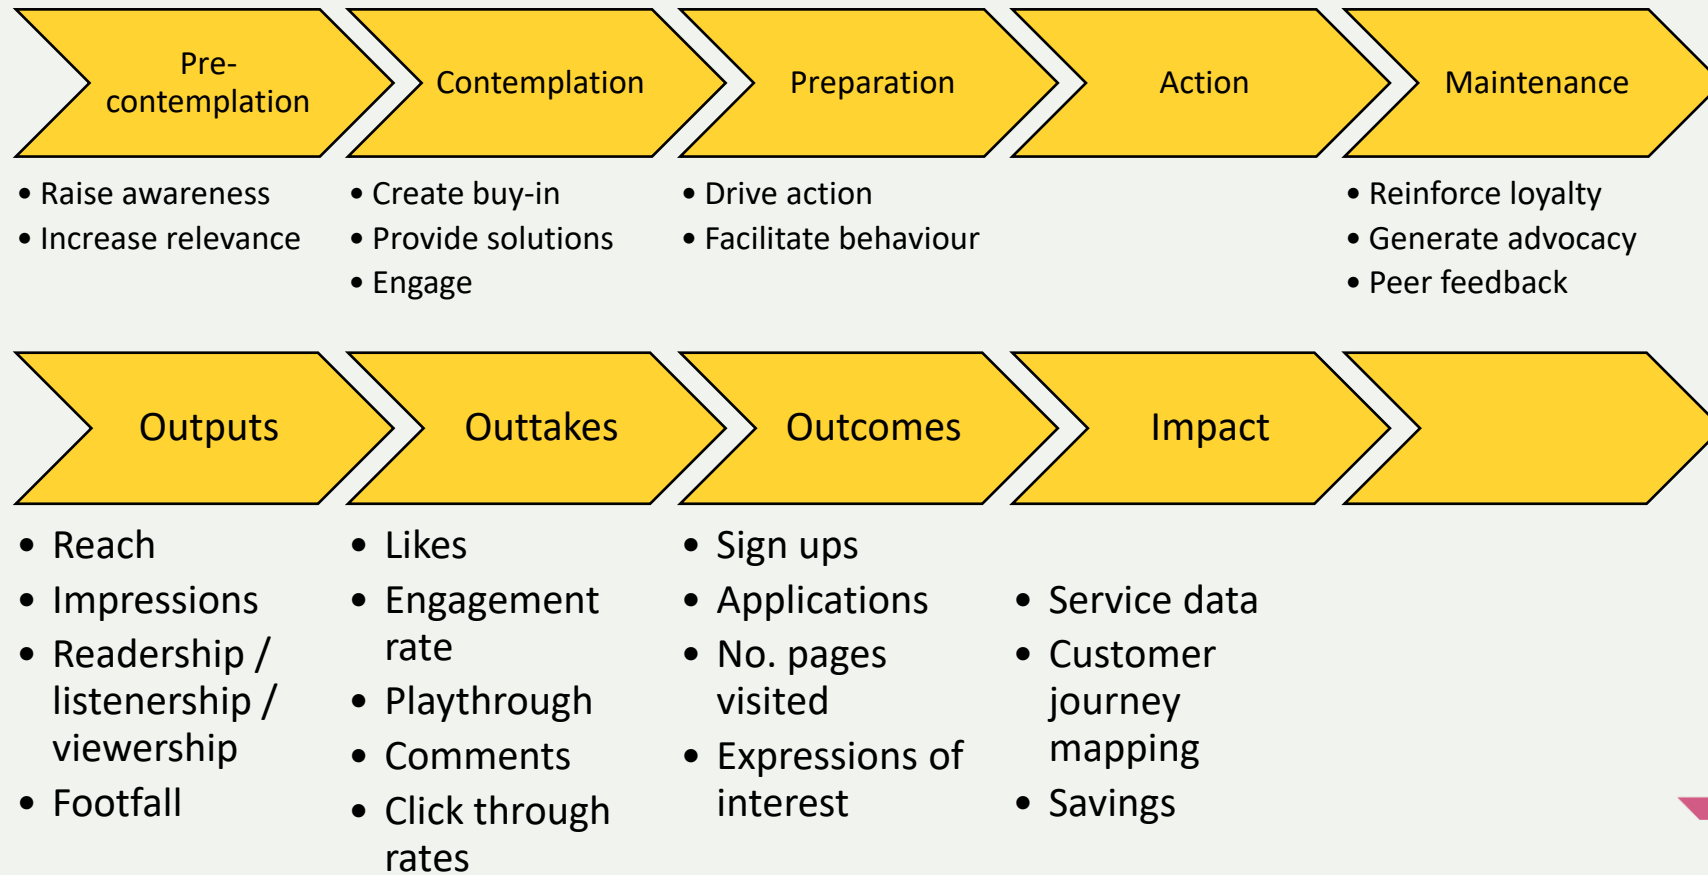 Pre-
contemplation
Contemplation
Preparation
Action
Maintenance
• Raise awareness
• Increase relevance
• Create buy-in
• Provide solutions
• Engage
• Drive action
• Facilitate behaviour
• Reinforce loyalty
• Generate advocacy
• Peer feedback
Outputs
Outtakes
Outcomes
Impact
• Reach
• Impressions
• Readership /
listenership /
viewership
• Footfall
• Likes
• Engagement
rate
• Playthrough
• Comments
• Click through
rates
• Sign ups
• Applications
• No. pages
visited
• Expressions of
interest
• Service data
• Customer
journey
mapping
• Savings